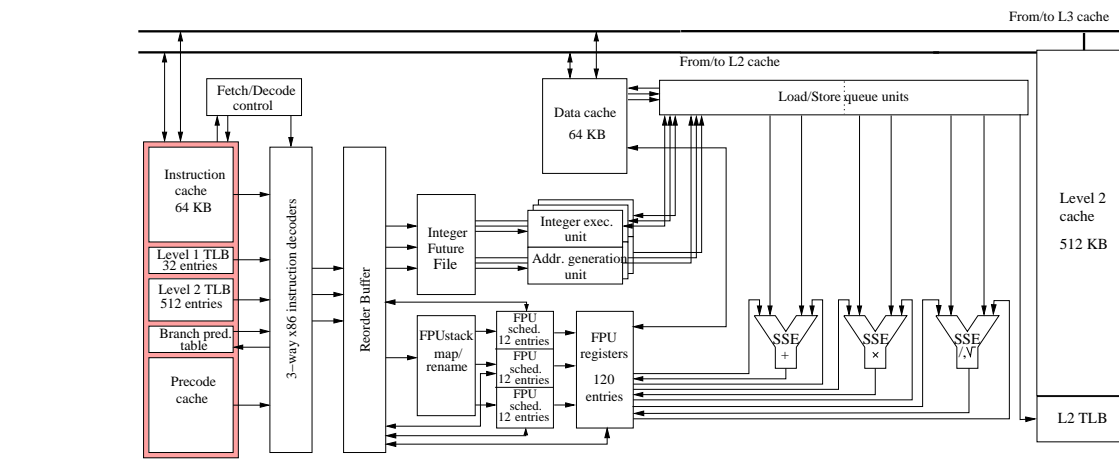 From/to L3 cache
From/to L2 cache
Fetch/Decode
control
Data cache
64 KB
Load/Store queue units
Instruction
cache
64 KB
Level 1 TLB
32 entries
Level 2 TLB
512 entries
Branch pred.
table
Precode
cache
3−way x86 instruction decoders
Reorder Buffer
Integer
Future
File
Integer exec.
unit
Addr. generation
unit
FPUstack
map/
rename
FPU
sched.
12 entries
FPU
sched.
12 entries
FPU
sched.
12 entries
FPU
registers
120
entries
SSE
+
SSE
×
SSE
/,√
Level 2
cache
512 KB
L2 TLB